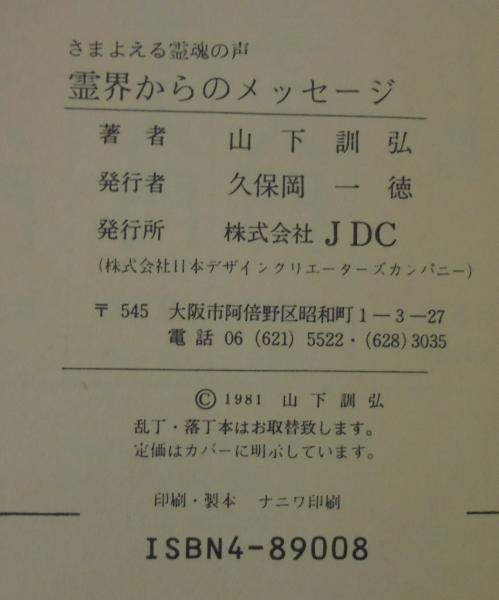 さまよえる霊魂の声
霊界からのメッセージ
著者 山下訓弘
発行者 久保岡一徳
発行所 株式会社 JDC
(株式会社日本デザインクリエーターズカンパニー)
〒545 大阪市阿倍野区昭和町1―3―27
電話 06 (621) 5522・(628) 3035
©1981 山下訓弘
乱丁・落丁本はお取替致します。
定価はカバーに明示しています。
印刷・製本 ナニワ印刷
ISBN4-89008